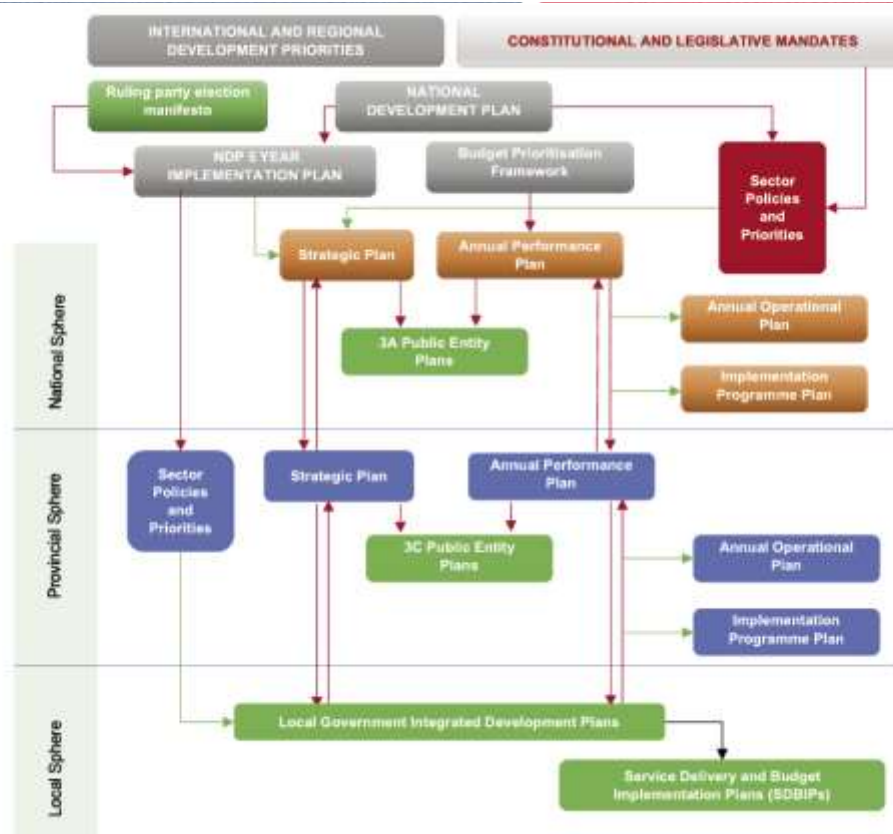 INTERNATIONAL AND REGIONAL
DEVELOPMENT PRIORITIES
CONSTITUTIONAL AND LEGISLATIVE MANDATES
Ruling party election
manifesto
NATIONAL
DEVELOPMENT PLAN
NDP 5 YEAR
IMPLEMENTATION PLAN
Budget Prioritisation
Framework
Sector
Policies
and
Priorities
National Sphere
Strategic Plan
Annual Performance
Plan
3A Public Entity
Plans
Annual Operational
Plan
Implementation
Programme Plan
Provincial Sphere
Sector
Policies
and
Priorities
Strategic Plan
Annual Performance
Plan
3C Public Entity
Plans
Annual Operational
Plan
Implementation
Programme Plan
Local Sphere
Local Government Integrated Development Plans
Service Delivery and Budget
Implementation Plans (SDBIPs)